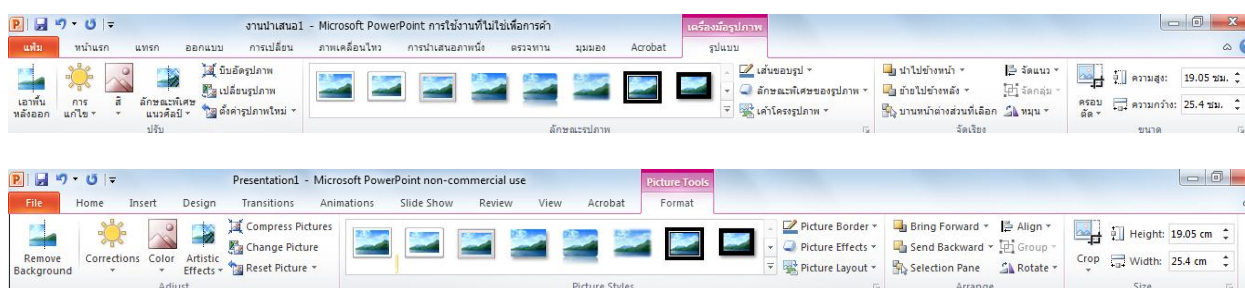 งานนำเสนอ1 - Microsoft PowerPoint การใช้งานที่ไม่ใช่เพื่อการค้า เครื่องมือรูปภาพ
แฟ้ม หน้าแรก แทรก ออกแบบ การเปลี่ยน ภาพเคลื่อนไหว การนำเสนอภาพนิ่ง ตรวจทาน มุมมอง Acrobat รูปแบบ
เอาพื้นหลังออก การแก้ไข สี ลักษณะพิเศษแนวศิลป์
บีบอัดรูปภาพ
เปลี่ยนรูปภาพ
ตั้งค่ารูปภาพใหม่
เส้นขอบรูป
ลักษณะพิเศษของรูปภาพ
เค้าโครงรูปภาพ
นำไปข้างหน้า จัดแนว
ย้ายไปข้างหลัง จัดกลุ่ม
บานหน้าต่างส่วนที่เลือก หมุน
ครอบตัด
ความสูง: 19.05 ซม.
ความกว้าง: 25.4 ซม.
ปรับ ลักษณะรูปภาพ จัดเรียง ขนาด
Presentation1 - Microsoft PowerPoint non-commercial use Picture Tools
File Home Insert Design Transitions Animations Slide Show Review View Acrobat Format
Remove Background Corrections Color Artistic Effects
Compress Pictures
Change Picture
Reset Picture
Picture Border
Picture Effects
Picture Layout
Bring Forward Align
Send Backward Group
Selection Pane Rotate
Crop
Height: 19.05 cm
Width: 25.4 cm
Adjust Picture Styles Arrange Size